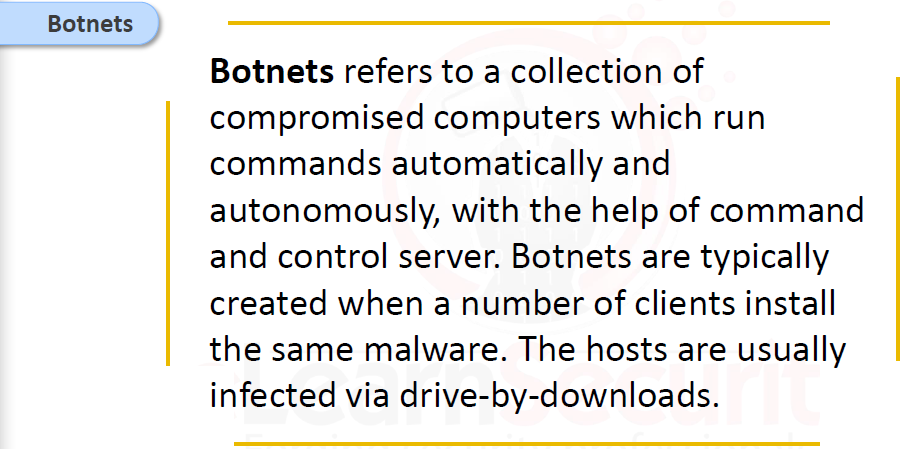 Botnets
Botnets refers to a collection of
compromised computers which run
commands automatically and
autonomously, with the help of command
and control server. Botnets are typically
created when a number of clients install
the same malware. The hosts are usually
infected via drive-by-downloads.
LearnSecurit